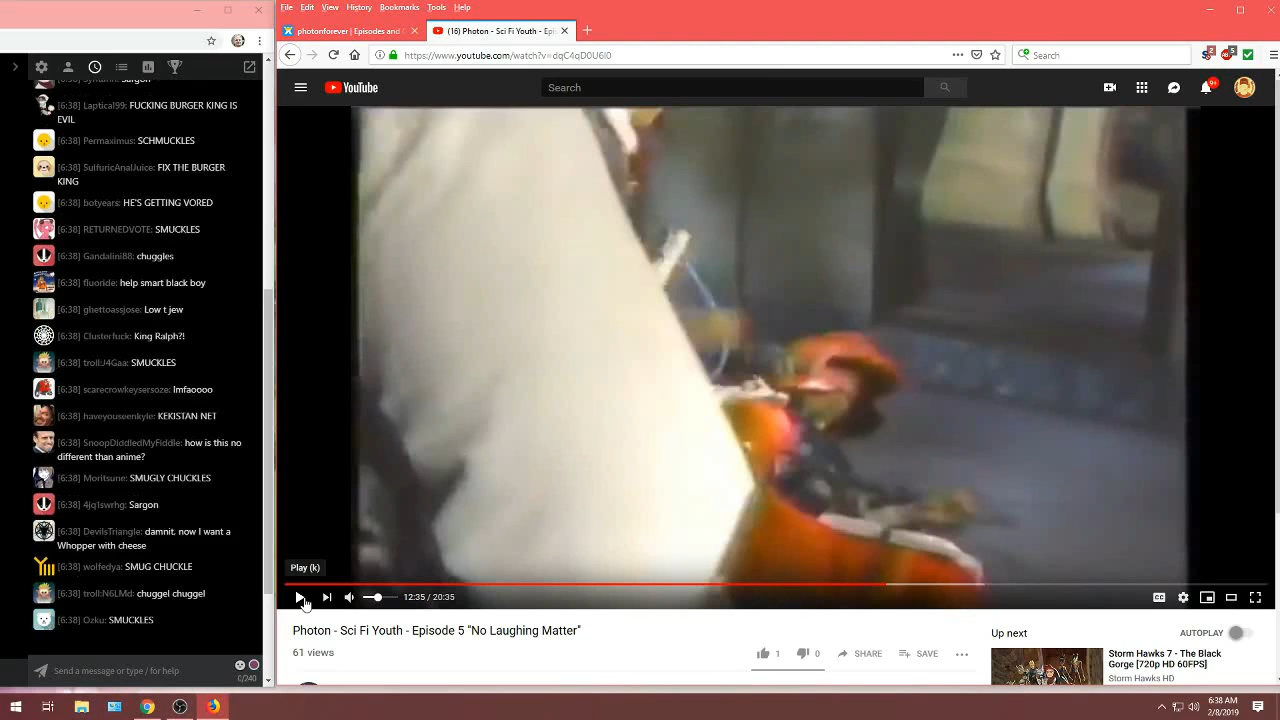 File Edit View History Bookmarks Tools Help
photonforever | Episodes and
(16) Photon - Sci Fi Youth - Epi
https://www.youtube.com/watch?v=dqC4qD0U6l0
Search
YouTube
Search
9+
Sargon
[6:38] Laptical99: FUCKING BURGER KING IS
EVIL
[6:38] Permaximus: SCHMUCKLES
[6:38] SulfuricAnalJuice: FIX THE BURGER
KING
[6:38] botyears: HE'S GETTING VORED
[6:38] RETURNEDVOTE: SMUCKLES
[6:38] Gandalini88: chuggles
[6:38] fluoride: help smart black boy
[6:38] ghettoassjose: Low t jew
[6:38] Clusterfuck: King Ralph?!
[6:38] troll:J4Gaa: SMUCKLES
[6:38] scarecrowkeysersoze: lmfaoooo
[6:38] haveyouseenkyle: KEKISTAN NET
[6:38] SnoopDiddledMyFiddle: how is this no
different than anime?
[6:38] Moritsune: SMUGLY CHUCKLES
[6:38] 4jq1swrhg: Sargon
[6:38] DevilsTriangle: damnit. now I want a
Whopper with cheese
[6:38] wolfedya: SMUG CHUCKLE
[6:38] troll:N6LMd: chuggel chuggel
[6:38] Ozku: SMUCKLES
Send a message or type / for help
0/240
Play (k)
12:35 / 20:35
Photon - Sci Fi Youth - Episode 5 "No Laughing Matter"
61 views
1
0
SHARE
SAVE
Up next
AUTOPLAY
Storm Hawks 7 - The Black
Gorge [720p HD 60FPS]
Storm Hawks HD
6:38 AM
2/8/2019